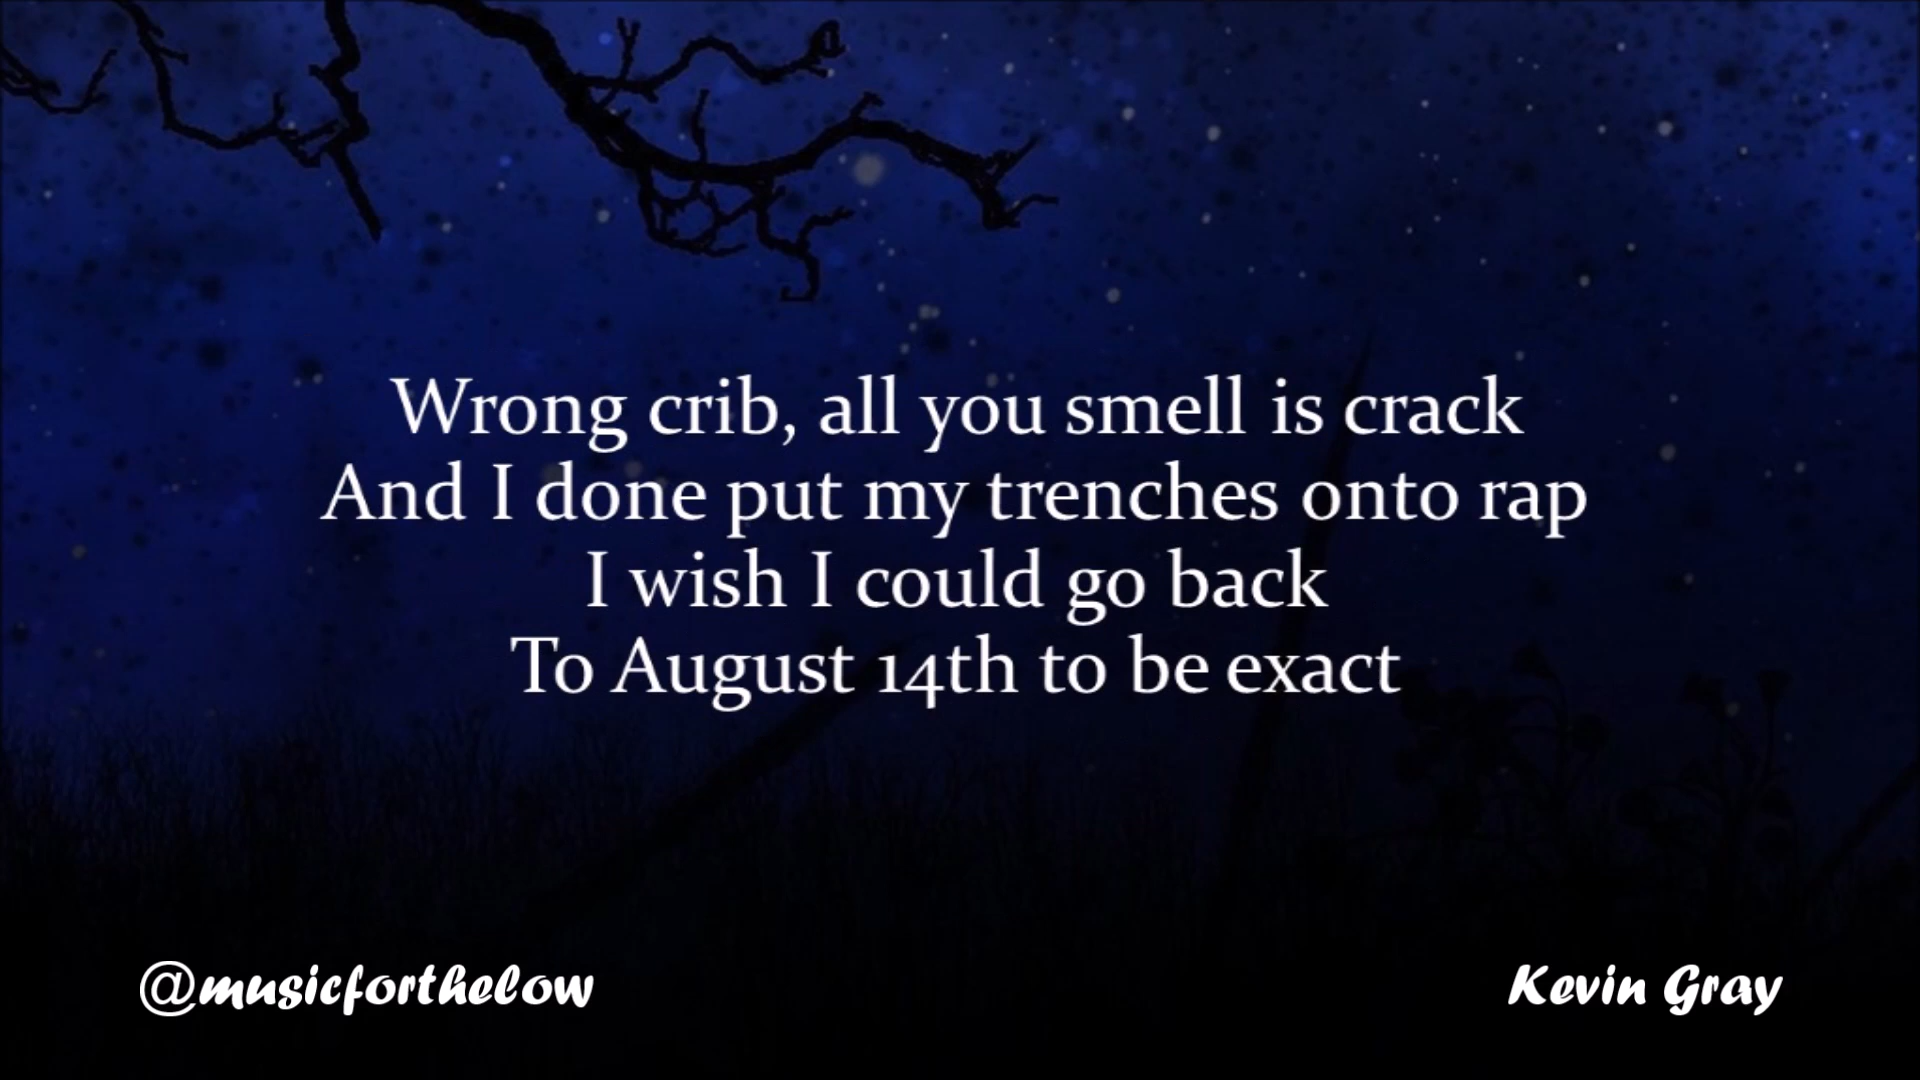 Wrong crib, all you smell is crack
And I done put my trenches onto rap
I wish I could go back
To August 14th to be exact
@musicforthelow
Kevin Gray